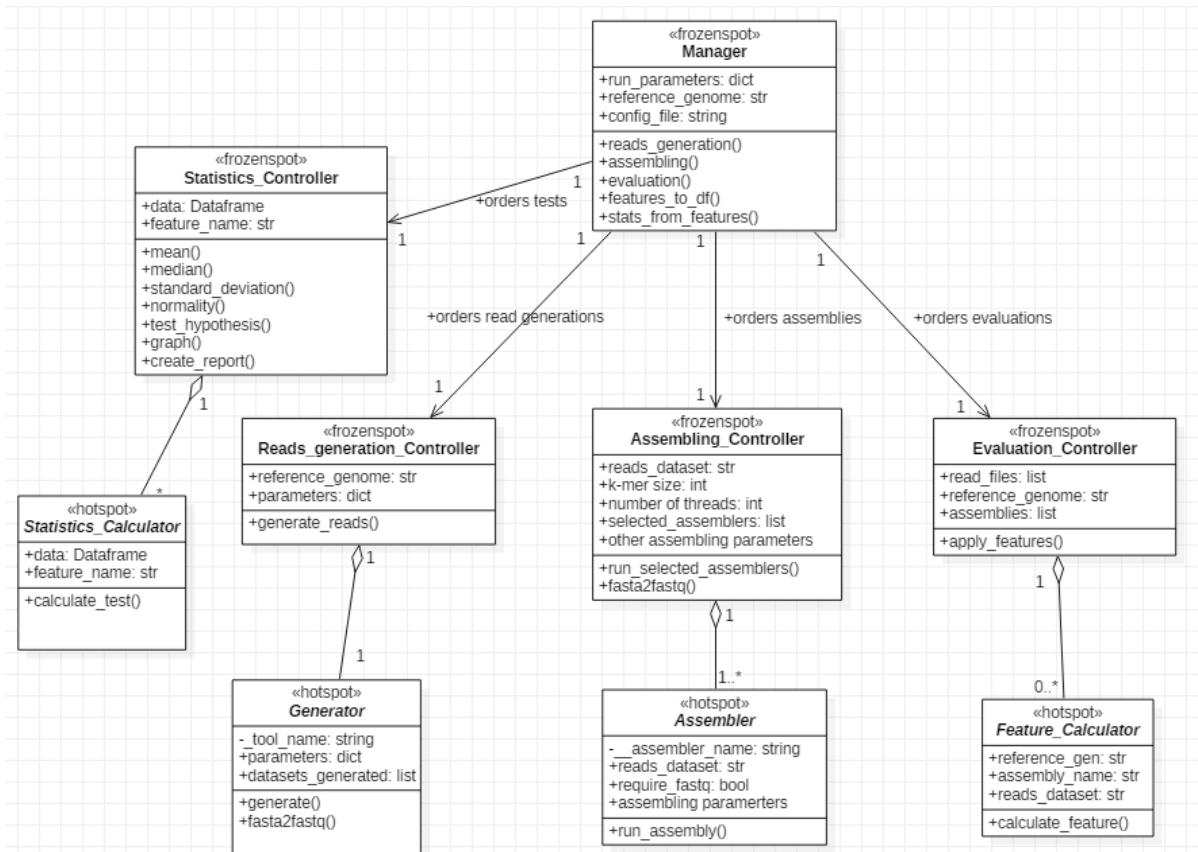 «frozenspot»
Manager
+run_parameters: dict
+reference_genome: str
+config_file: string
+reads_generation()
+assembling()
+evaluation()
+features_to_df()
+stats_from_features()
«frozenspot»
Statistics_Controller
+data: Dataframe
+feature_name: str
+mean()
+median()
+standard_deviation()
+normality()
+test_hypothesis()
+graph()
+create_report()
1
+orders tests
1
1
+orders read generations
1
1
+orders assemblies
1
1
+orders evaluations
1
1
*
«hotspot»
Statistics_Calculator
+data: Dataframe
+feature_name: str
+calculate_test()
«frozenspot»
Reads_generation_Controller
+reference_genome: str
+parameters: dict
+generate_reads()
1
1
«hotspot»
Generator
-_tool_name: string
+parameters: dict
+datasets_generated: list
+generate()
+fasta2fastq()
«frozenspot»
Assembling_Controller
+reads_dataset: str
+k-mer size: int
+number of threads: int
+selected_assemblers: list
+other assembling parameters
+run_selected_assemblers()
+fasta2fastq()
1
1..*
«hotspot»
Assembler
-__assembler_name: string
+reads_dataset: str
+require_fastq: bool
+assembling paramerters
+run_assembly()
«frozenspot»
Evaluation_Controller
+read_files: list
+reference_genome: str
+assemblies: list
+apply_features()
1
0..*
«hotspot»
Feature_Calculator
+reference_gen: str
+assembly_name: str
+reads_dataset: str
+calculate_feature()